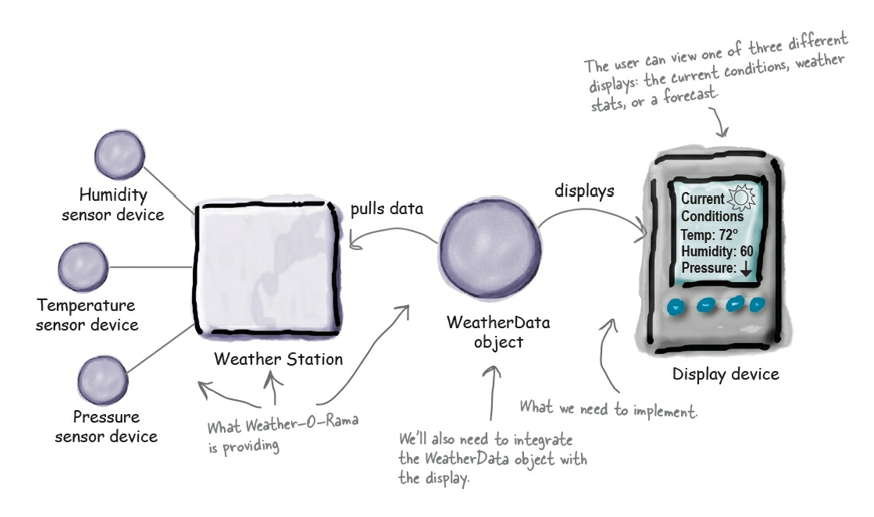 The user can view one of three different
displays: the current conditions, weather
stats, or a forecast.
Humidity
sensor device
Temperature
sensor device
Pressure
sensor device
Weather Station
pulls data
WeatherData
object
displays
Current
Conditions
Temp: 72°
Humidity: 60
Pressure:
Display device
What Weather-O-Rama
is providing
We'll also need to integrate
the WeatherData object with
the display.
What we need to implement.